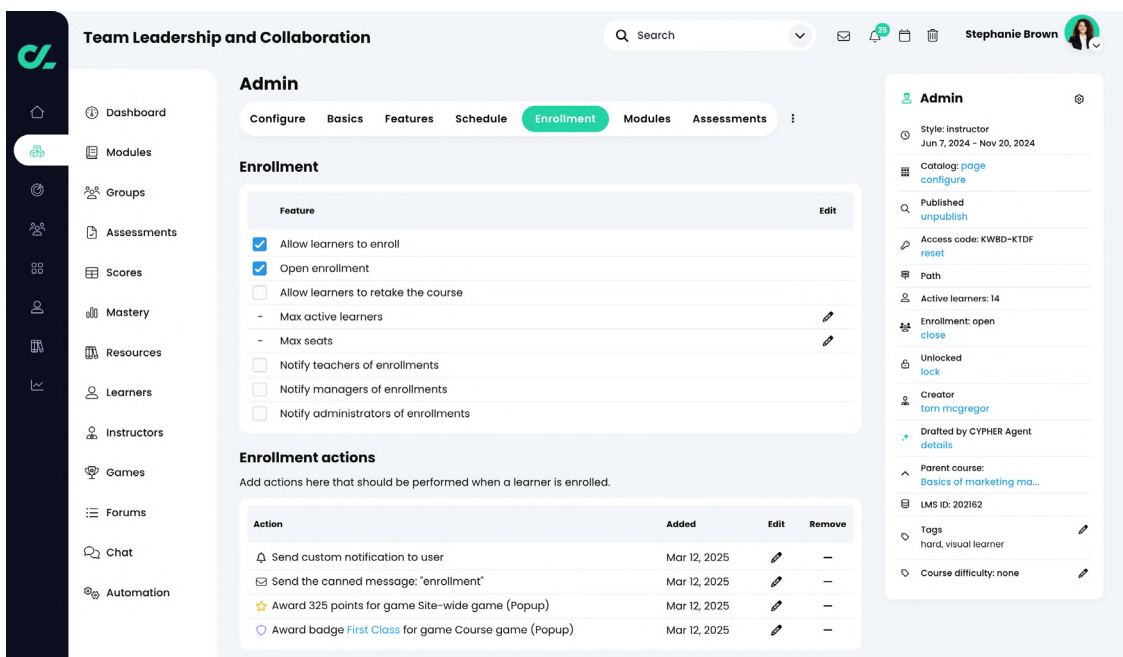 Team Leadership and Collaboration
Search
25
Stephanie Brown
Dashboard
Modules
Groups
Assessments
Scores
Mastery
Resources
Learners
Instructors
Games
Forums
Chat
Automation
Admin
Configure Basics Features Schedule Enrollment Modules Assessments
Enrollment
Feature Edit
Allow learners to enroll
Open enrollment
Allow learners to retake the course
- Max active learners
- Max seats
Notify teachers of enrollments
Notify managers of enrollments
Notify administrators of enrollments
Enrollment actions
Add actions here that should be performed when a learner is enrolled.
Action Added Edit Remove
Send custom notification to user Mar 12, 2025
Send the canned message: "enrollment" Mar 12, 2025
Award 325 points for game Site-wide game (Popup) Mar 12, 2025
Award badge First Class for game Course game (Popup) Mar 12, 2025
Admin
Style: instructor
Jun 7, 2024 - Nov 20, 2024
Catalog: page
configure
Published
unpublish
Access code: KWBD-KTDF
reset
Path
Active learners: 14
Enrollment: open
close
Unlocked
lock
Creator
tom mcgregor
Drafted by CYPHER Agent
details
Parent course:
Basics of marketing ma...
LMS ID: 202162
Tags
hard, visual learner
Course difficulty: none